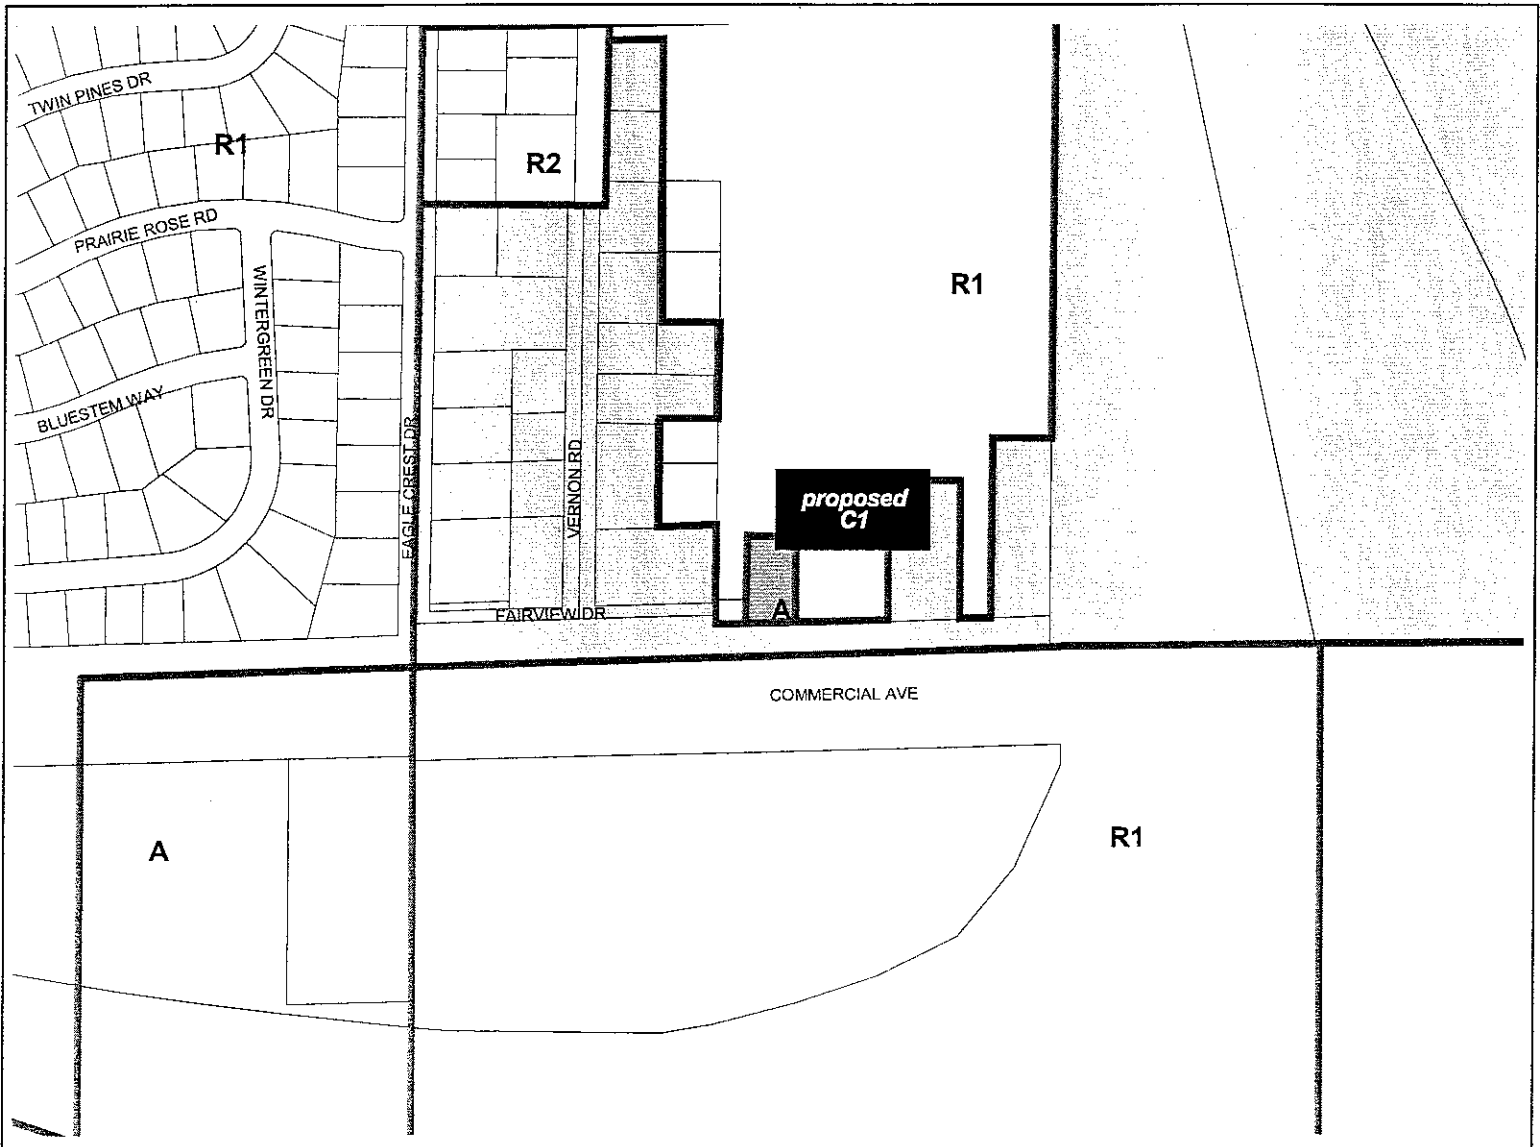 TWIN PINES DR
R1
R2
PRAIRIE ROSE RD
WINTERGREEN DR
R1
BLUESTEM WAY
EAGLE CREST DR
VERNON RD
proposed
C1
A
FAIRVIEW DR
COMMERCIAL AVE
A
R1